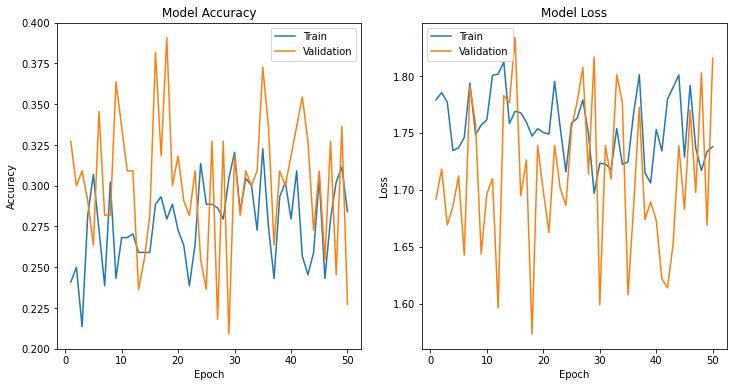 Model Accuracy
Train
Validation
Accuracy
0.400
0.375
0.350
0.325
0.300
0.275
0.250
0.225
0.200
0
10
20
30
40
50
Epoch
Model Loss
Train
Validation
Loss
1.80
1.75
1.70
1.65
1.60
0
10
20
30
40
50
Epoch